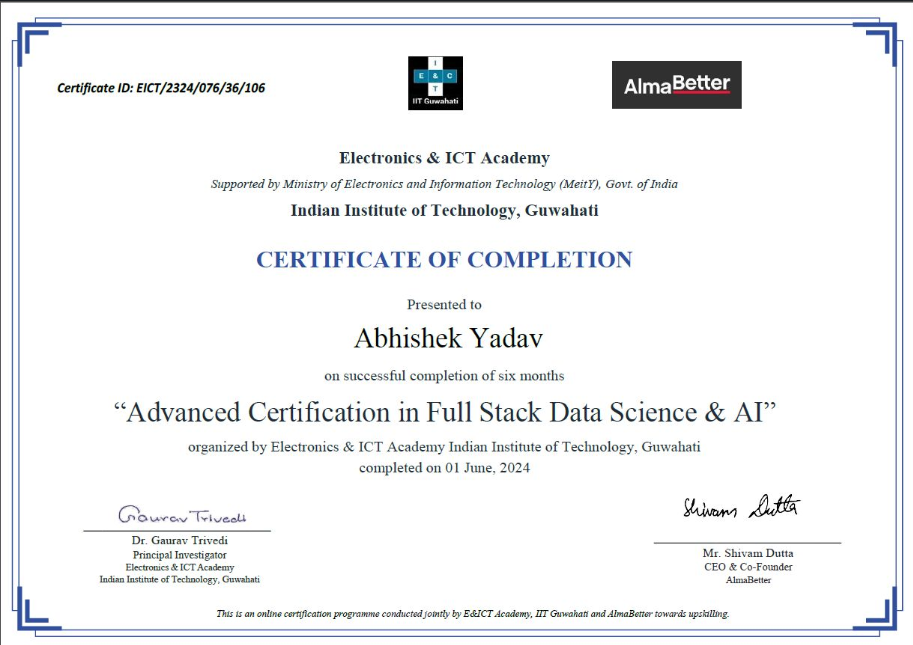 Certificate ID: EICT/2324/076/36/106
I
E & C
T
IIT Guwahati
AlmaBetter
Electronics & ICT Academy
Supported by Ministry of Electronics and Information Technology (MeitY), Govt. of India
Indian Institute of Technology, Guwahati
CERTIFICATE OF COMPLETION
Presented to
Abhishek Yadav
on successful completion of six months
“Advanced Certification in Full Stack Data Science & AI”
organized by Electronics & ICT Academy Indian Institute of Technology, Guwahati
completed on 01 June, 2024
Gaurav Trivedi
Dr. Gaurav Trivedi
Principal Investigator
Electronics & ICT Academy
Indian Institute of Technology, Guwahati
Shivam Dutta
Mr. Shivam Dutta
CEO & Co-Founder
AlmaBetter
This is an online certification programme conducted jointly by E&ICT Academy, IIT Guwahati and AlmaBetter towards upskilling.